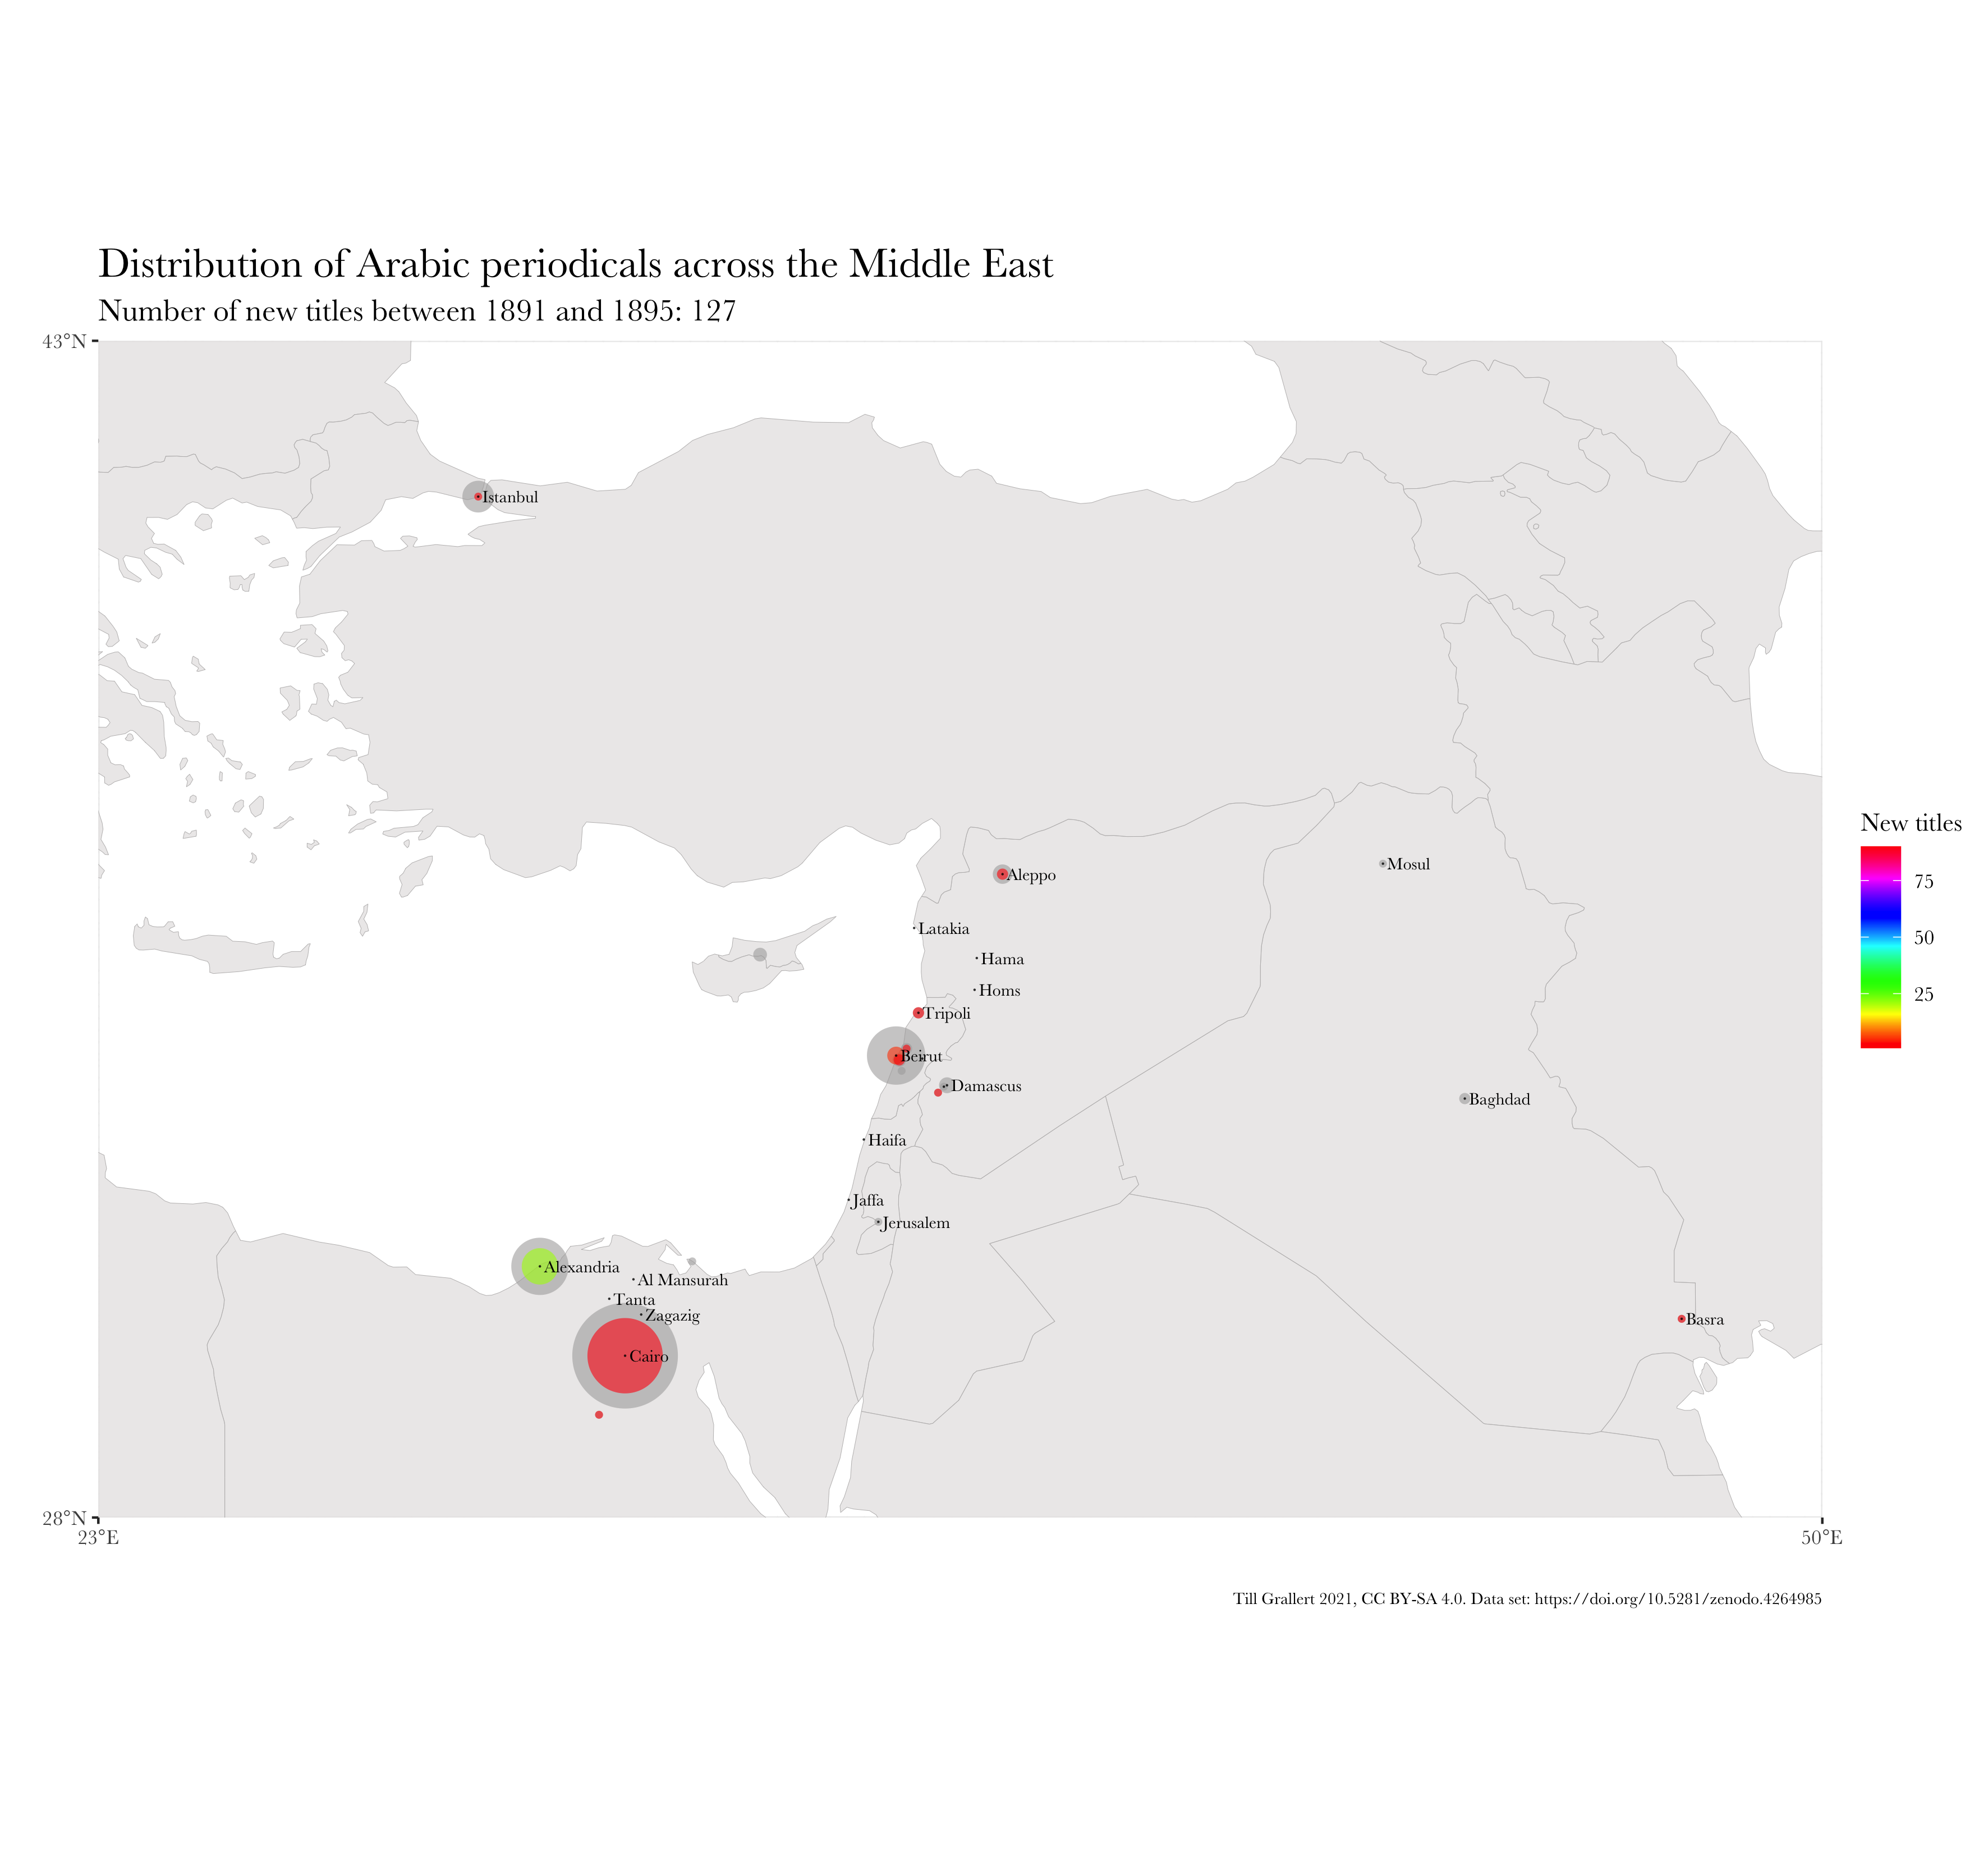 Distribution of Arabic periodicals across the Middle East
Number of new titles between 1891 and 1895: 127
43°N
Istanbul
New titles
Mosul
Aleppo
75
Latakia
50
Hama
Homs
25
Tripoli
Beirut
Damascus
Baghdad
Haifa
Jaffa
Jerusalem
Alexandria
Al Mansurah
Tanta
Zagazig
Basra
Cairo
28°N
23°E
50°E
Till Grallert 2021, CC BY-SA 4.0. Data set: https://doi.org/10.5281/zenodo.4264985